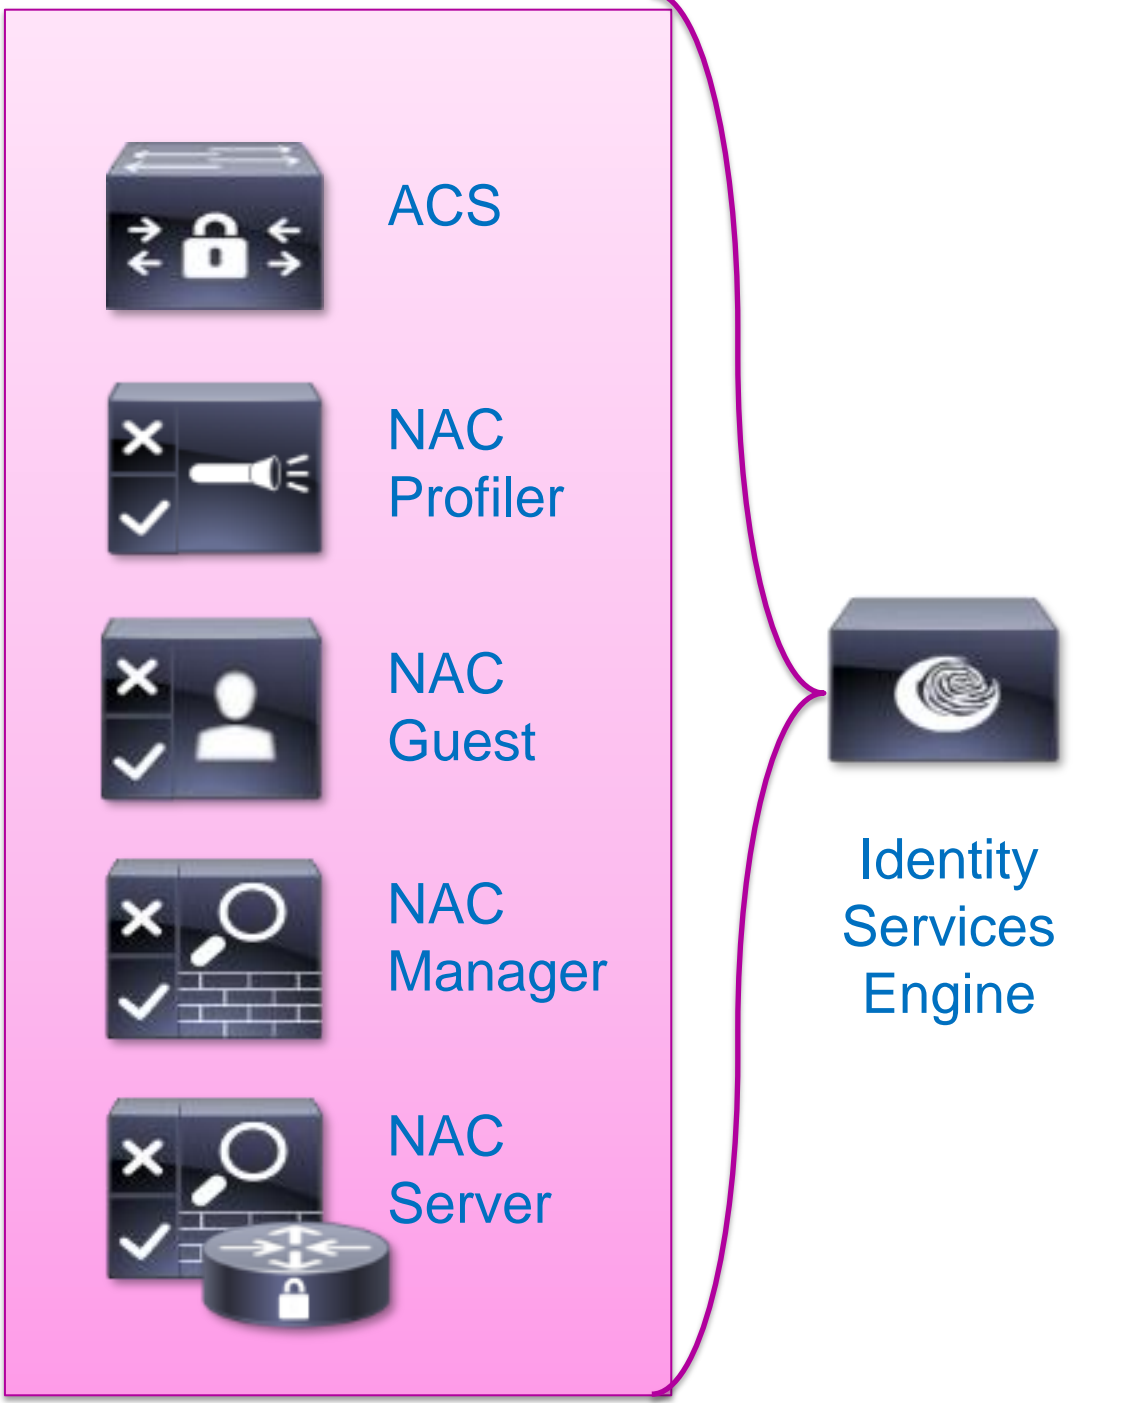 ACS
NAC
Profiler
NAC
Guest
NAC
Manager
NAC
Server
Identity
Services
Engine